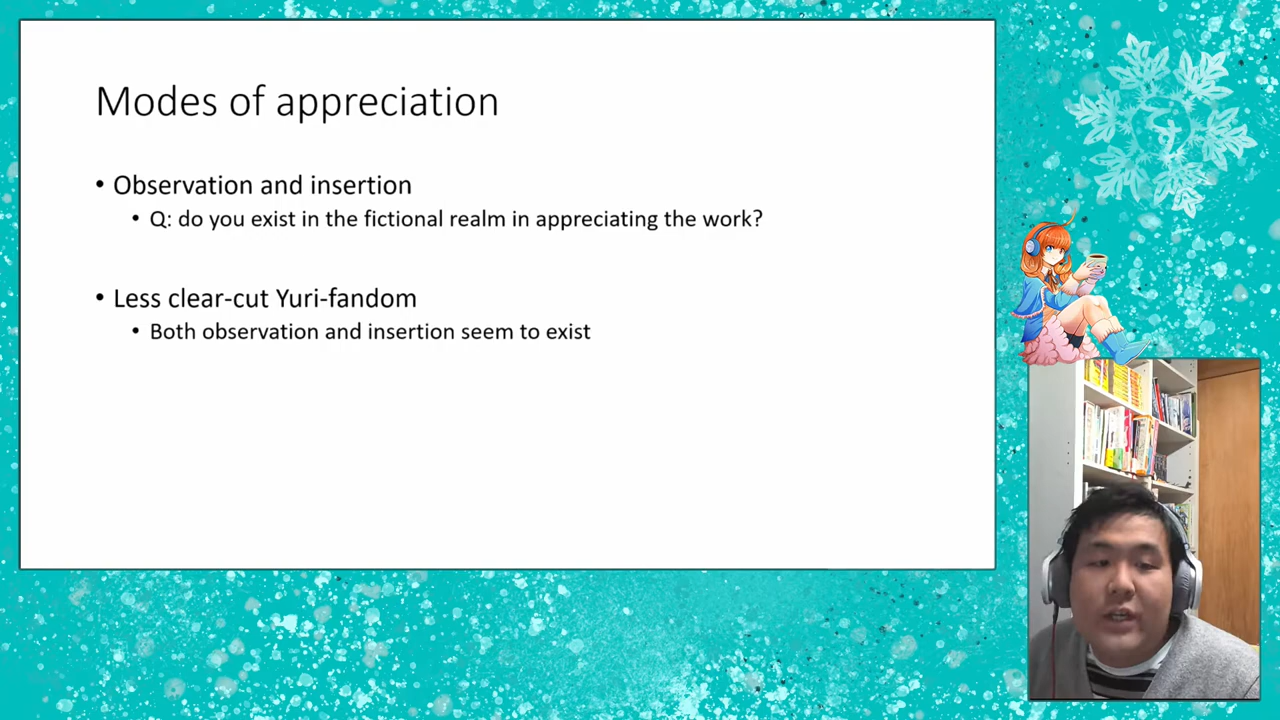 Modes of appreciation
• Observation and insertion
• Q: do you exist in the fictional realm in appreciating the work?
• Less clear-cut Yuri-fandom
• Both observation and insertion seem to exist